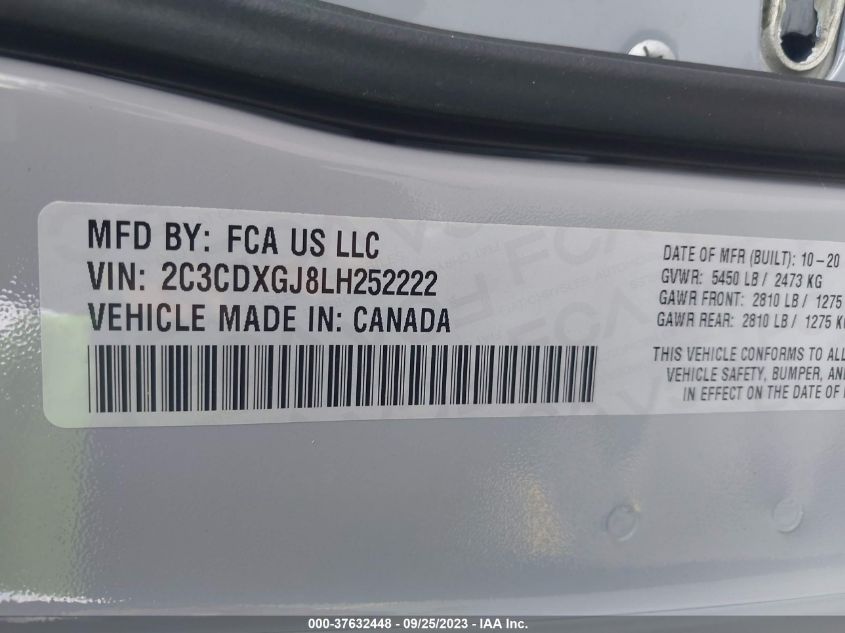 MFD BY: FCA US LLC
VIN: 2C3CDXGJ8LH252222
VEHICLE MADE IN: CANADA
DATE OF MFR (BUILT): 10-20
GVWR: 5450 LB / 2473 KG
GAWR FRONT: 2810 LB / 1275
GAWR REAR: 2810 LB / 1275 KG
THIS VEHICLE CONFORMS TO ALL
VEHICLE SAFETY, BUMPER, AND
IN EFFECT ON THE DATE OF
000-37632448 - 09/25/2023 - IAA Inc.